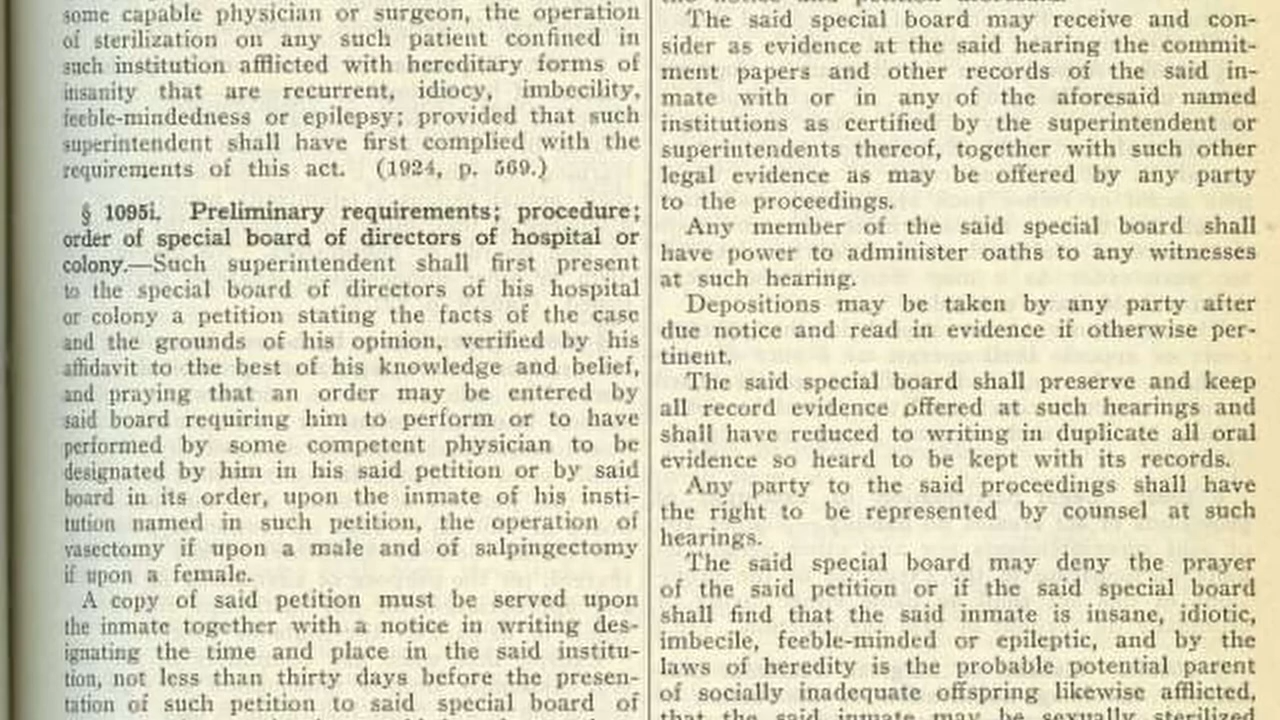 some capable physician or surgeon, the operation
of sterilization on any such patient confined in
such institution afflicted with hereditary forms of
insanity that are recurrent, idiocy, imbecility,
feeble-mindedness or epilepsy; provided that such
superintendent shall have first complied with the
requirements of this act. (1924, p. 569.)
§ 1095i. Preliminary requirements; procedure;
order of special board of directors of hospital or
colony.—Such superintendent shall first present
to the special board of directors of his hospital
or colony a petition stating the facts of the case
and the grounds of his opinion, verified by his
affidavit to the best of his knowledge and belief,
and praying that an order may be entered by
said board requiring him to perform or to have
performed by some competent physician to be
designated by him in his said petition or by said
board in its order, upon the inmate of his insti-
tution named in such petition, the operation of
vasectomy if upon a male and of salpingectomy
if upon a female.
A copy of said petition must be served upon
the inmate together with a notice in writing des-
ignating the time and place in the said institu-
tion, not less than thirty days before the presen-
tation of such petition to said special board of
The said special board may receive and con-
sider as evidence at the said hearing the commit-
ment papers and other records of the said in-
mate with or in any of the aforesaid named
institutions as certified by the superintendent or
superintendents thereof, together with such other
legal evidence as may be offered by any party
to the proceedings.
Any member of the said special board shall
have power to administer oaths to any witnesses
at such hearing.
Depositions may be taken by any party after
due notice and read in evidence if otherwise per-
tinent.
The said special board shall preserve and keep
all record evidence offered at such hearings and
shall have reduced to writing in duplicate all oral
evidence so heard to be kept with its records.
Any party to the said proceedings shall have
the right to be represented by counsel at such
hearings.
The said special board may deny the prayer
of the said petition or if the said special board
shall find that the said inmate is insane, idiotic,
imbecile, feeble-minded or epileptic, and by the
laws of heredity is the probable potential parent
of socially inadequate offspring likewise afflicted,
that the said inmate may be sexually sterilized